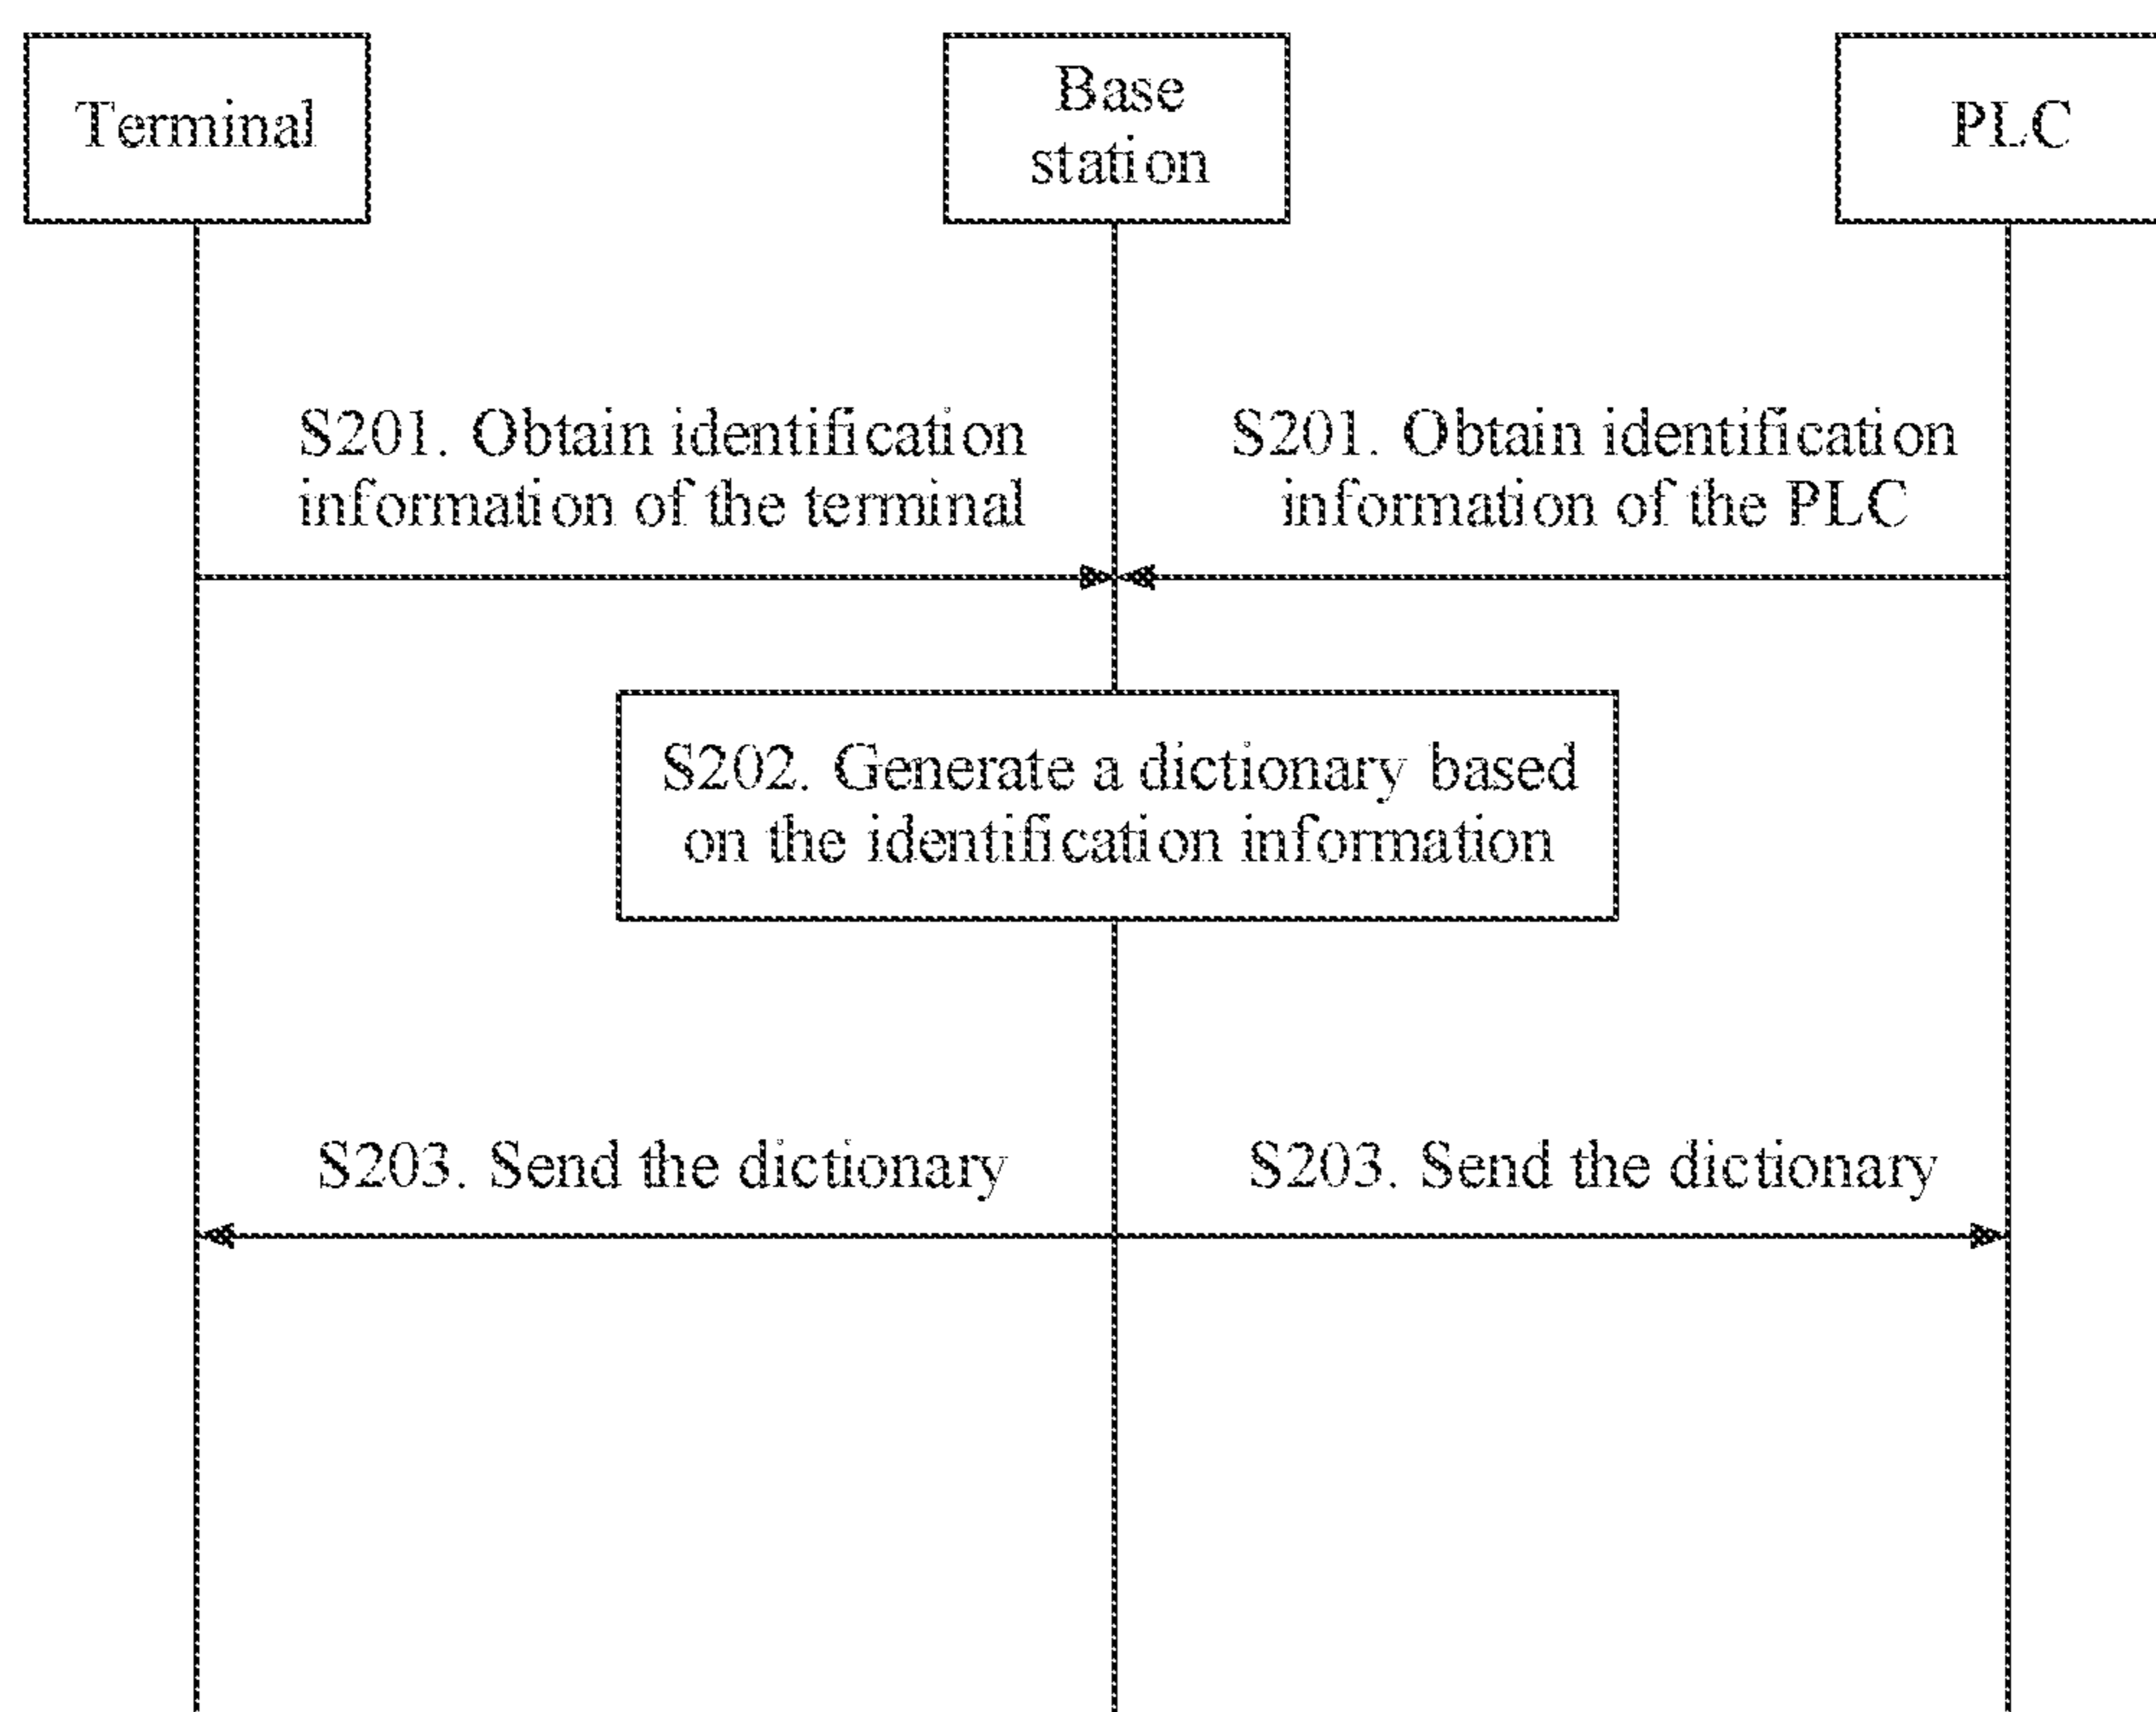 Terminal
Base
station
PLC
S201. Obtain identification
information of the terminal
S201. Obtain identification
information of the PLC
S202. Generate a dictionary based
on the identification information
S203. Send the dictionary
S203. Send the dictionary